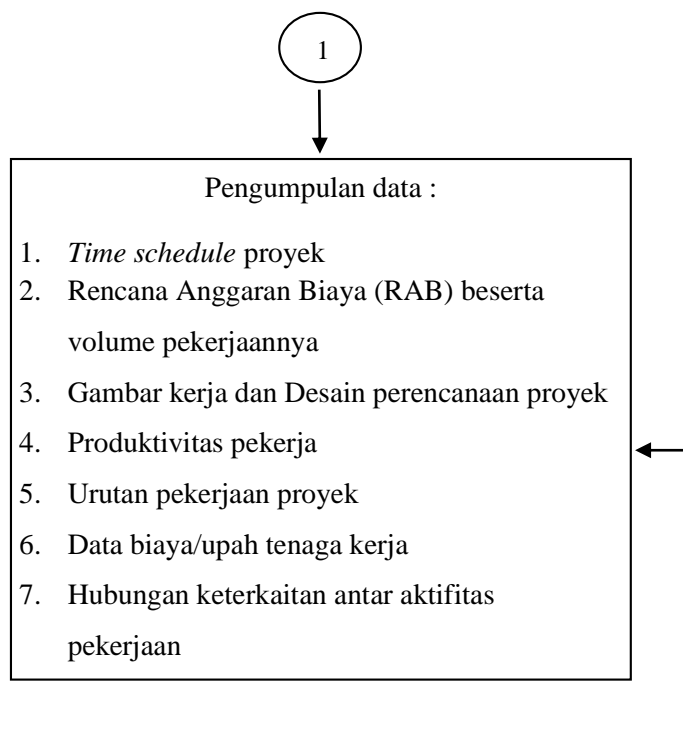 1
Pengumpulan data :
1. Time schedule proyek
2. Rencana Anggaran Biaya (RAB) beserta
volume pekerjaannya
3. Gambar kerja dan Desain perencanaan proyek
4. Produktivitas pekerja
5. Urutan pekerjaan proyek
6. Data biaya/upah tenaga kerja
7. Hubungan keterkaitan antar aktifitas
pekerjaan